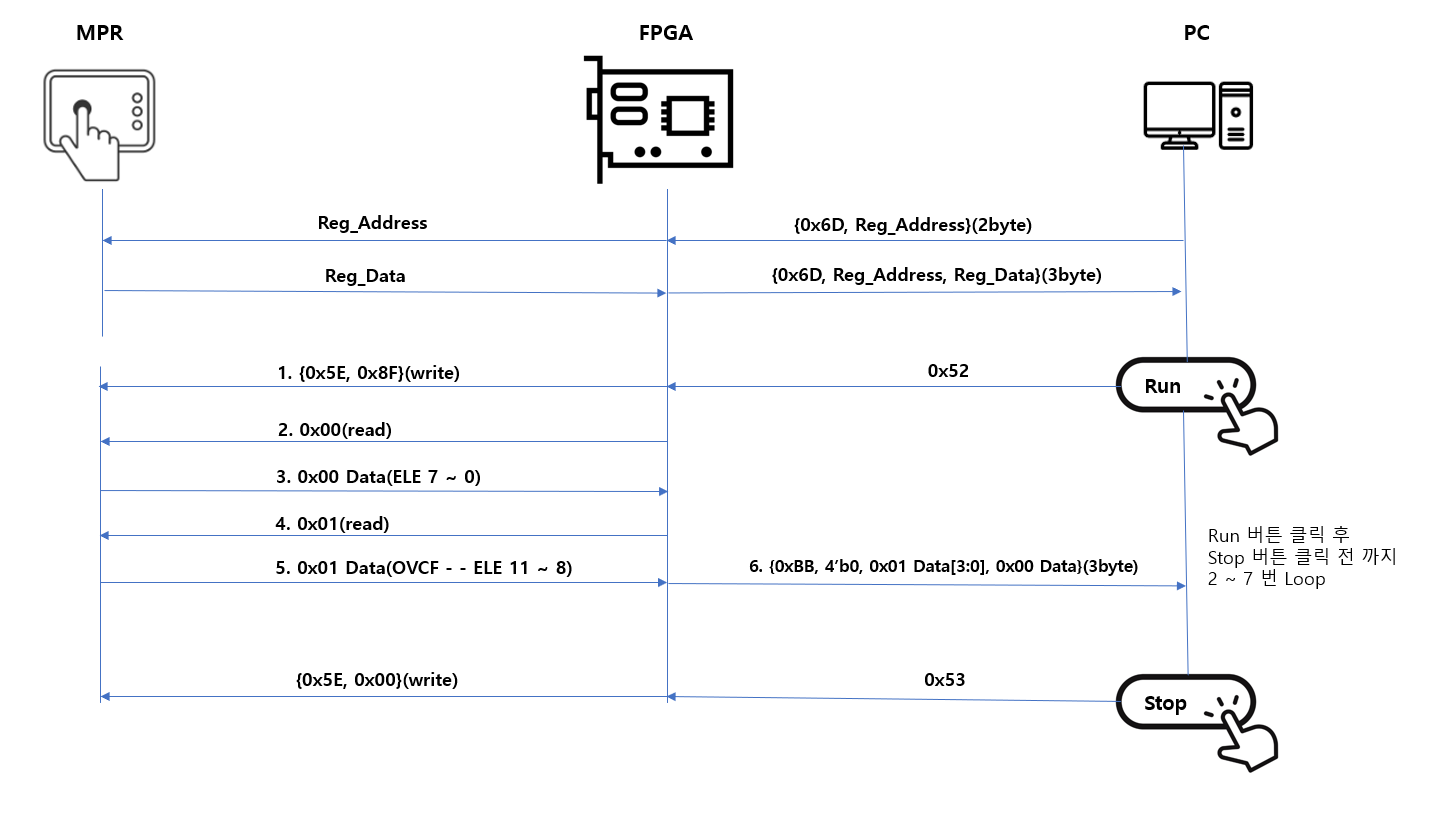 MPR
FPGA
PC
Reg_Address
{0x6D, Reg_Address}(2byte)
Reg_Data
{0x6D, Reg_Address, Reg_Data}(3byte)
1. {0x5E, 0x8F}(write)
0x52
Run
2. 0x00(read)
3. 0x00 Data(ELE 7 ~ 0)
4. 0x01(read)
5. 0x01 Data(OVCF - - ELE 11 ~ 8)
6. {0xBB, 4’b0, 0x01 Data[3:0], 0x00 Data}(3byte)
Run 버튼 클릭 후
Stop 버튼 클릭 전 까지
2 ~ 7 번 Loop
{0x5E, 0x00}(write)
0x53
Stop